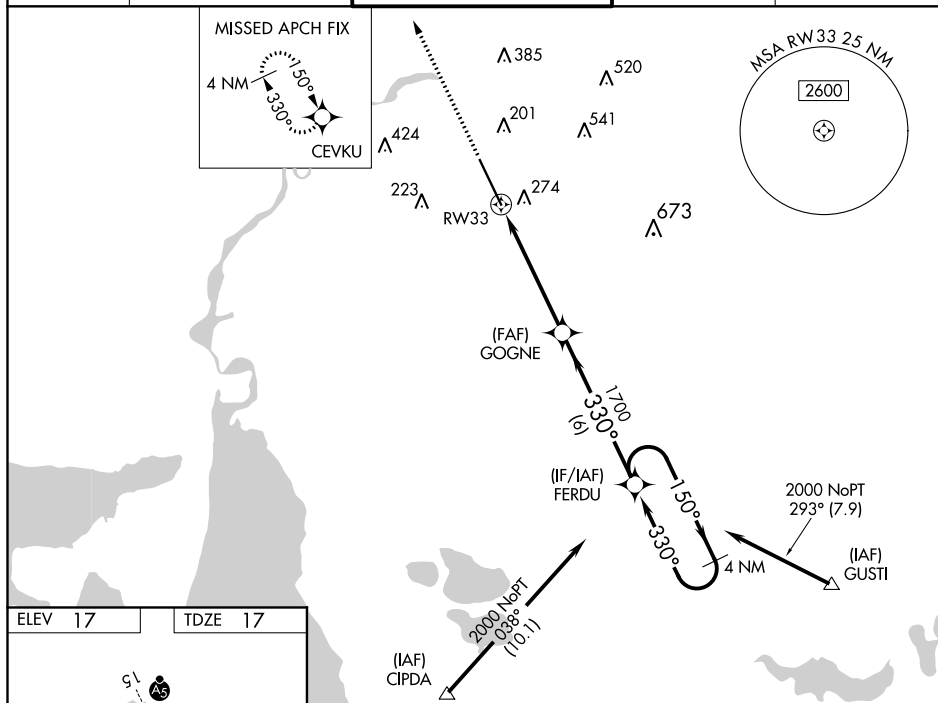 MISSED APCH FIX
4 NM
150°
330°
CEVKU
385
520
201
541
424
223
274
673
RW33
MSA RW33 25 NM
2600
(FAF)
GOGNE
1700
330°
(6)
(IF/IAF)
FERDU
150°
330°
4 NM
2000 NoPT
293° (7.9)
(IAF)
GUSTI
2000 NoPT
038°
(10.1)
(IAF)
CIPDA
ELEV 17
TDZE 17
15
A5